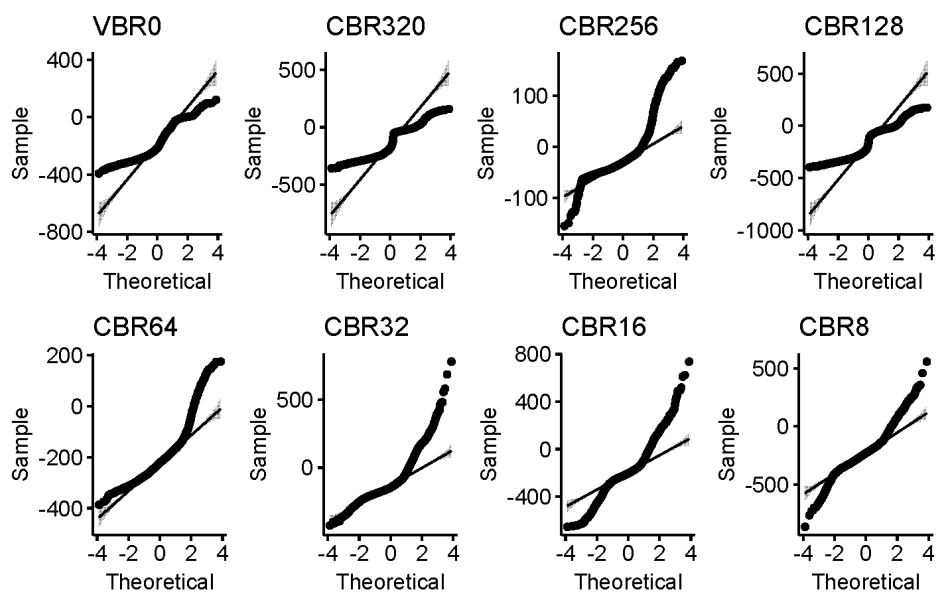 VBR0
CBR320
CBR256
CBR128
400
0
-400
-800
Sample
-4 -2 0 2 4
Theoretical
500
0
-500
Sample
-4 -2 0 2 4
Theoretical
100
0
-100
Sample
-4 -2 0 2 4
Theoretical
500
0
-500
-1000
Sample
-4 -2 0 2 4
Theoretical
CBR64
CBR32
CBR16
CBR8
200
0
-200
-400
Sample
-4 -2 0 2 4
Theoretical
500
0
Sample
-4 -2 0 2 4
Theoretical
800
400
0
-400
Sample
-4 -2 0 2 4
Theoretical
500
0
-500
Sample
-4 -2 0 2 4
Theoretical